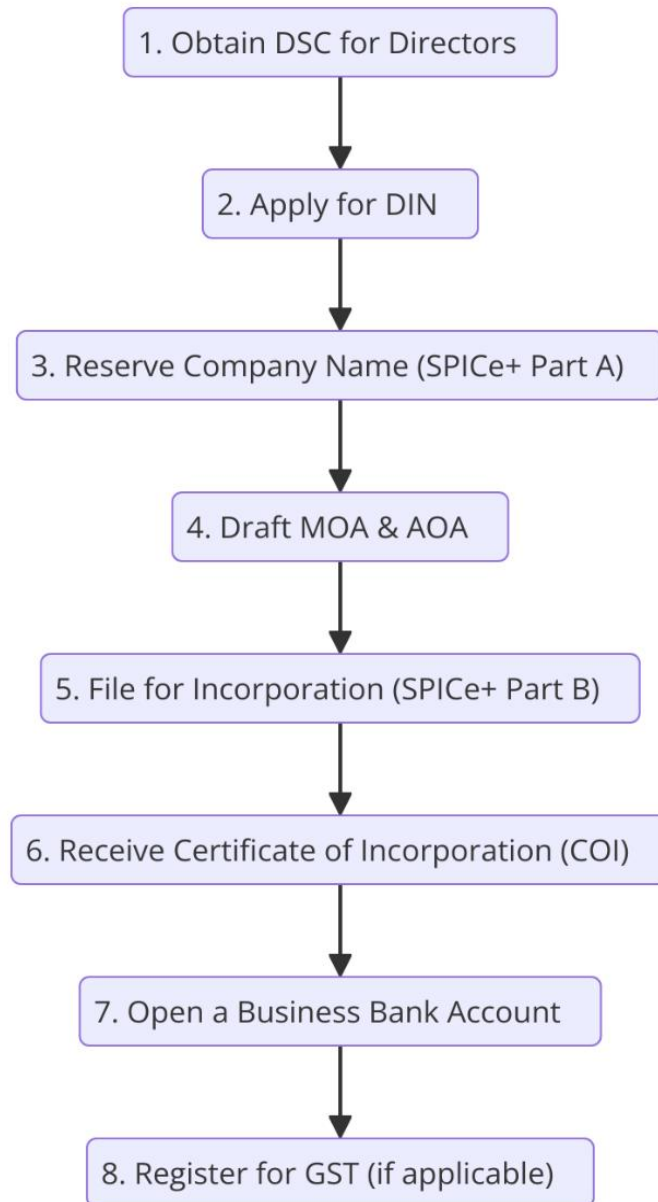 1. Obtain DSC for Directors
2. Apply for DIN
3. Reserve Company Name (SPICe+ Part A)
4. Draft MOA & AOA
5. File for Incorporation (SPICe+ Part B)
6. Receive Certificate of Incorporation (COI)
7. Open a Business Bank Account
8. Register for GST (if applicable)